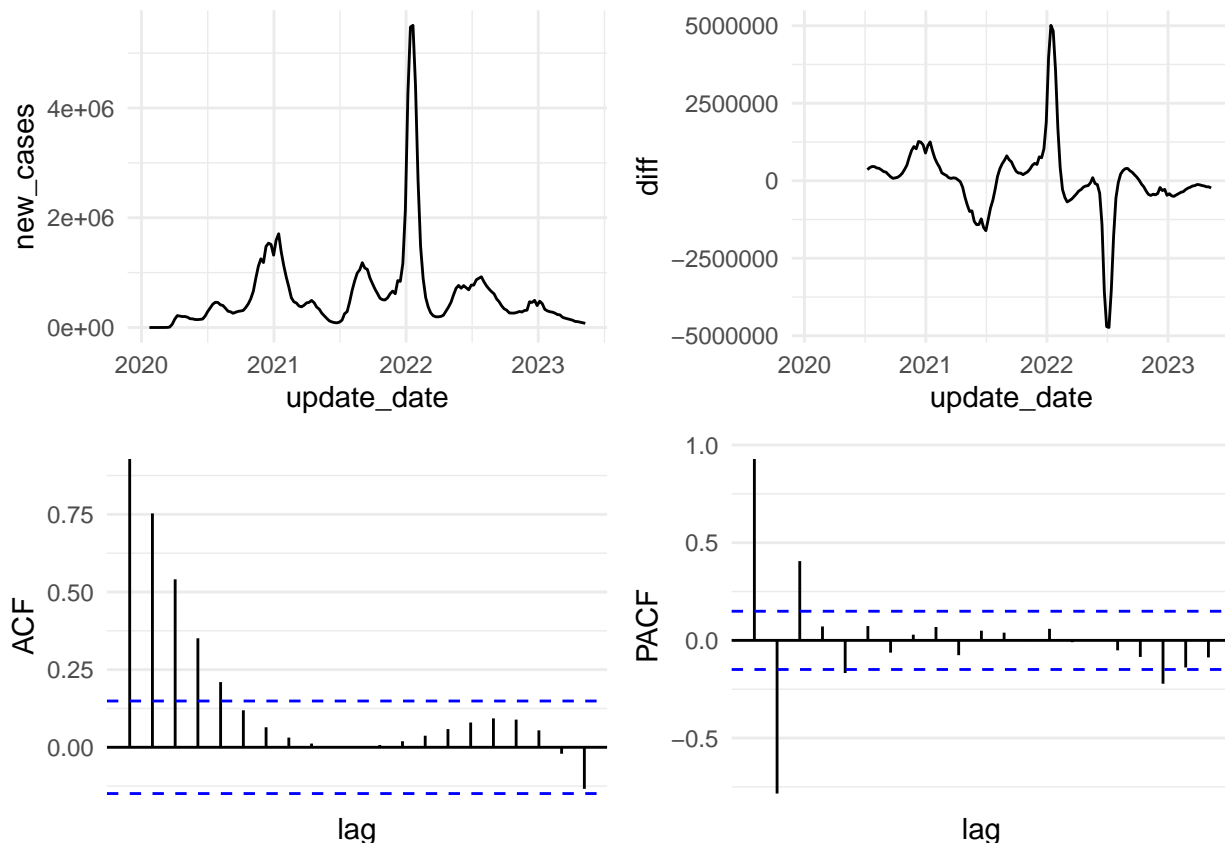 4e+06
2e+06
0e+00
new_cases
2020 2021 2022 2023
update_date
5000000
2500000
0
−2500000
−5000000
diff
2020 2021 2022 2023
update_date
0.75
0.50
0.25
0.00
ACF
lag
1.0
0.5
0.0
−0.5
PACF
lag